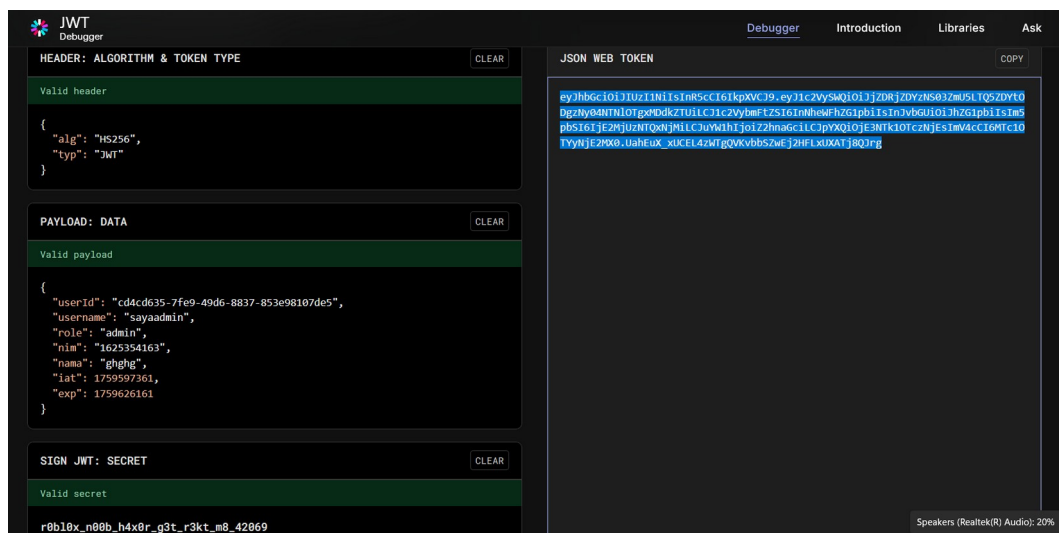 JWT
Debugger
Debugger Introduction Libraries Ask
HEADER: ALGORITHM & TOKEN TYPE
CLEAR
Valid header
{
"alg": "HS256",
"typ": "JWT"
}
PAYLOAD: DATA
CLEAR
Valid payload
{
"userId": "cd4cd635-7fe9-49d6-8837-853e98107de5",
"username": "sayaadmin",
"role": "admin",
"nim": "1625354163",
"nama": "ghghg",
"iat": 1759597361,
"exp": 1759626161
}
SIGN JWT: SECRET
CLEAR
Valid secret
r0bl0x_n00b_h4x0r_g3t_r3kt_m8_42069
JSON WEB TOKEN
COPY
eyJhbGciOiJIUzI1NiIsInR5cCI6IkpXVCJ9.eyJ1c2VySWQiOiJjZDRjZDYzNS03ZmU5LTQ5ZDYtO
DgzNy04NTNlOTgxMDdkZTUiLCJ1c2VybmFtZSI6InNheWFhZG1pbiIsInJvbGUiOiJhZG1pbiIsIm5
pbSI6IjE2MjUzNTQxNjMiLCJuYW1hIjoiZ2hnaGciLCJpYXQiOjE3NTk1OTczNjEsImV4cCI6MTc1O
TYyNjE2MX0.UahEuX_xUCEL4zWTgQVKvbbSZwEj2HFLxUXATj8QJrg
Speakers (Realtek(R) Audio): 20%